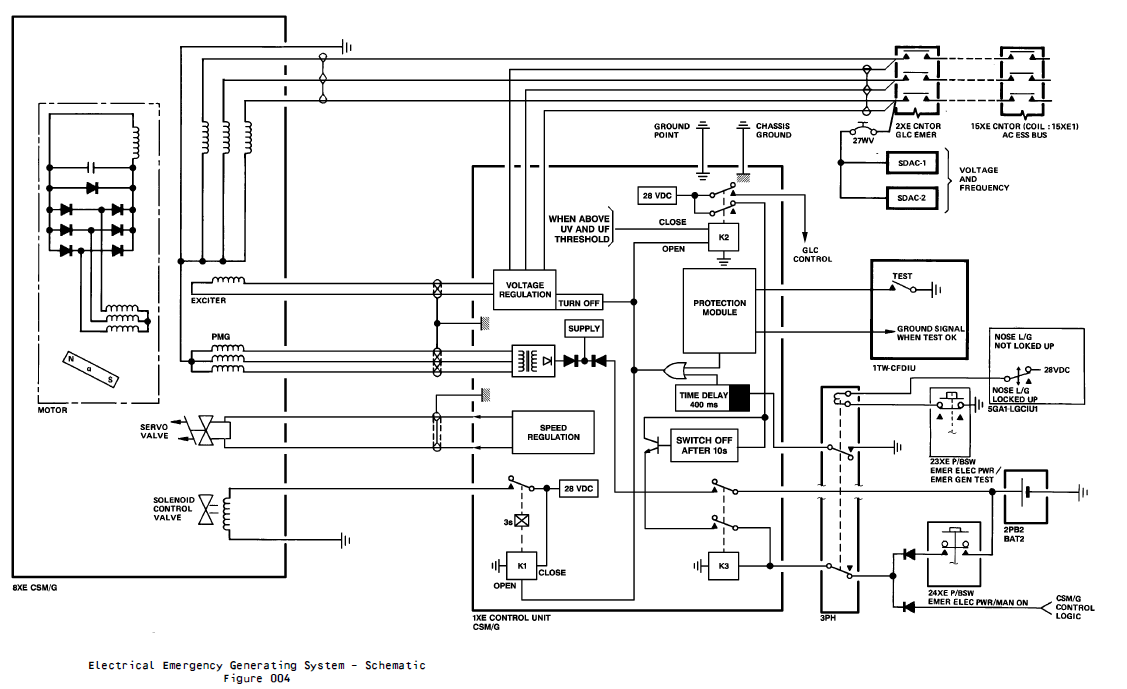 GROUND
POINT
CHASSIS
GROUND
2XE CNTOR
GLC EMER
15XE CNTOR (COIL : 15XE1)
AC ESS BUS
27WV
SDAC-1
SDAC-2
VOLTAGE
AND
FREQUENCY
28 VDC
WHEN ABOVE
UV AND UF
THRESHOLD
CLOSE
K2
OPEN
GLC
CONTROL
EXCITER
VOLTAGE
REGULATION
TURN OFF
PROTECTION
MODULE
TEST
GROUND SIGNAL
WHEN TEST OK
1TW-CFDIU
SUPPLY
PMG
N
G
S
MOTOR
NOSE L/G
NOT LOCKED UP
28VDC
NOSE L/G
LOCKED UP
5GA1-LGCIU1
TIME DELAY
400 ms
SERVO
VALVE
SPEED
REGULATION
SWITCH OFF
AFTER 10s
23XE P/BSW
EMER ELEC PWR/
EMER GEN TEST
SOLENOID
CONTROL
VALVE
28 VDC
3s
2PB2
BAT2
K1
CLOSE
OPEN
K3
8XE CSM/G
1XE CONTROL UNIT
CSM/G
3PH
24XE P/BSW
EMER ELEC PWR/MAN ON
CSM/G
CONTROL
LOGIC
Electrical Emergency Generating System - Schematic
Figure 004